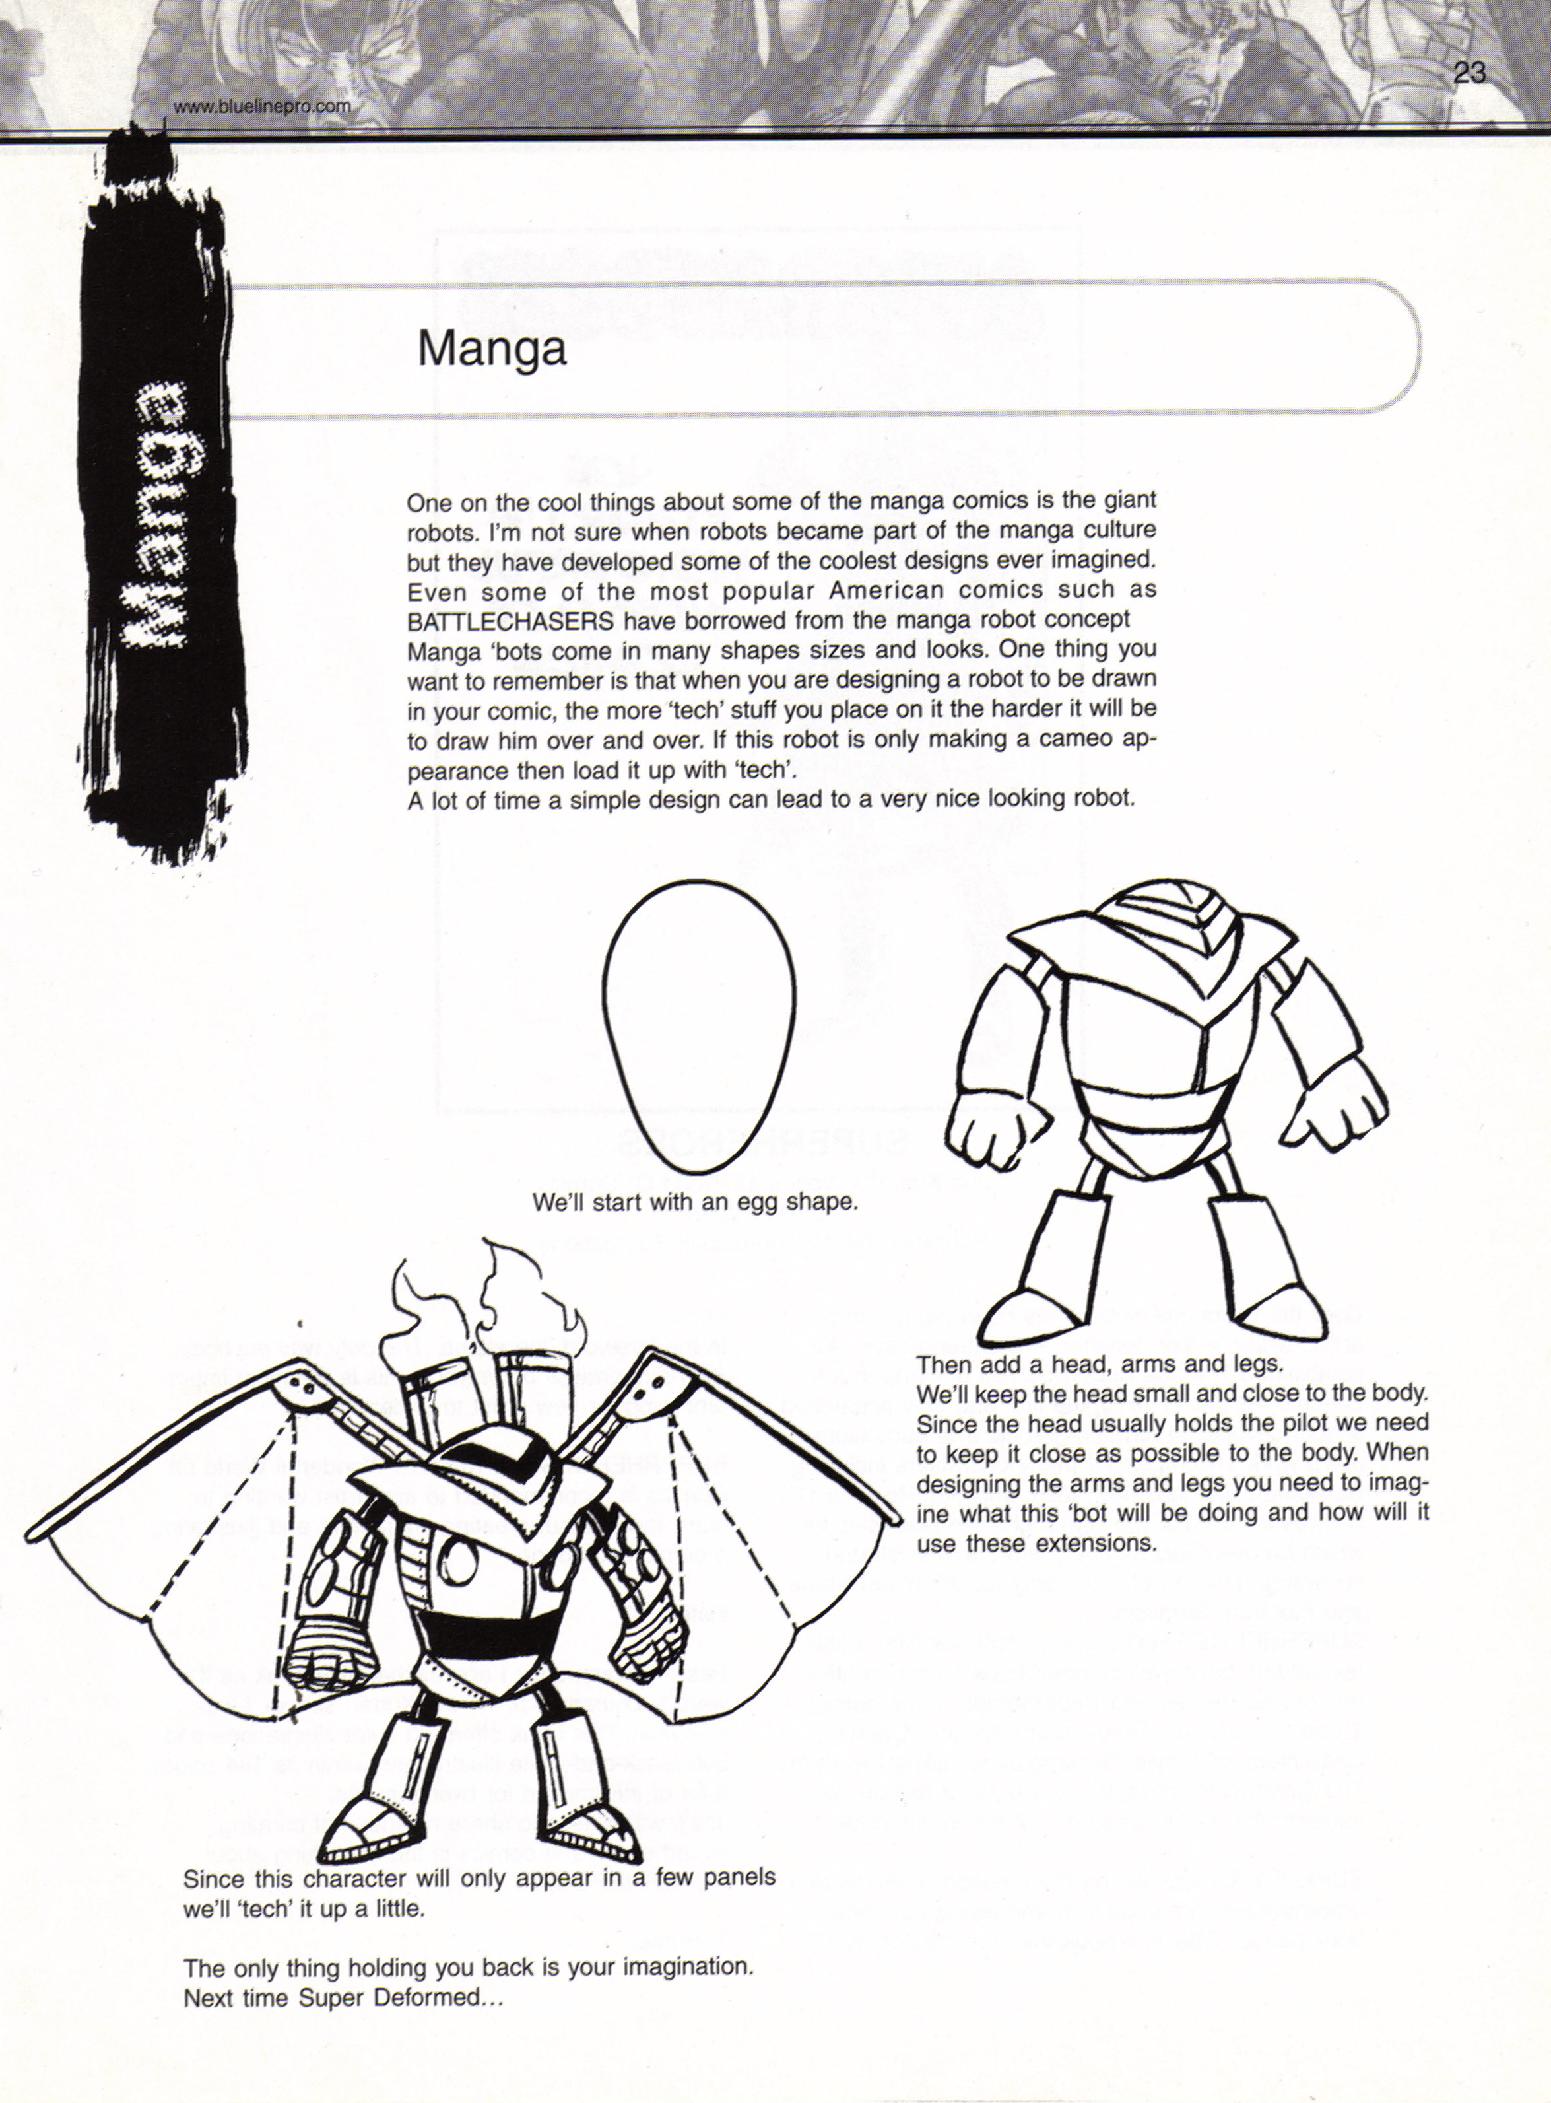 23
www.bluelinepro.com
Manga
Manga
One on the cool things about some of the manga comics is the giant
robots. I'm not sure when robots became part of the manga culture
but they have developed some of the coolest designs ever imagined.
Even some of the most popular American comics such as
BATTLECHASERS have borrowed from the manga robot concept
Manga ‘bots come in many shapes sizes and looks. One thing you
want to remember is that when you are designing a robot to be drawn
in your comic, the more ‘tech’ stuff you place on it the harder it will be
to draw him over and over. If this robot is only making a cameo ap-
pearance then load it up with ‘tech’.
A lot of time a simple design can lead to a very nice looking robot.
We'll start with an egg shape.
Then add a head, arms and legs.
We'll keep the head small and close to the body.
Since the head usually holds the pilot we need
to keep it close as possible to the body. When
designing the arms and legs you need to imag-
ine what this ‘bot will be doing and how will it
use these extensions.
Since this character will only appear in a few panels
we'll ‘tech’ it up a little.
The only thing holding you back is your imagination.
Next time Super Deformed...